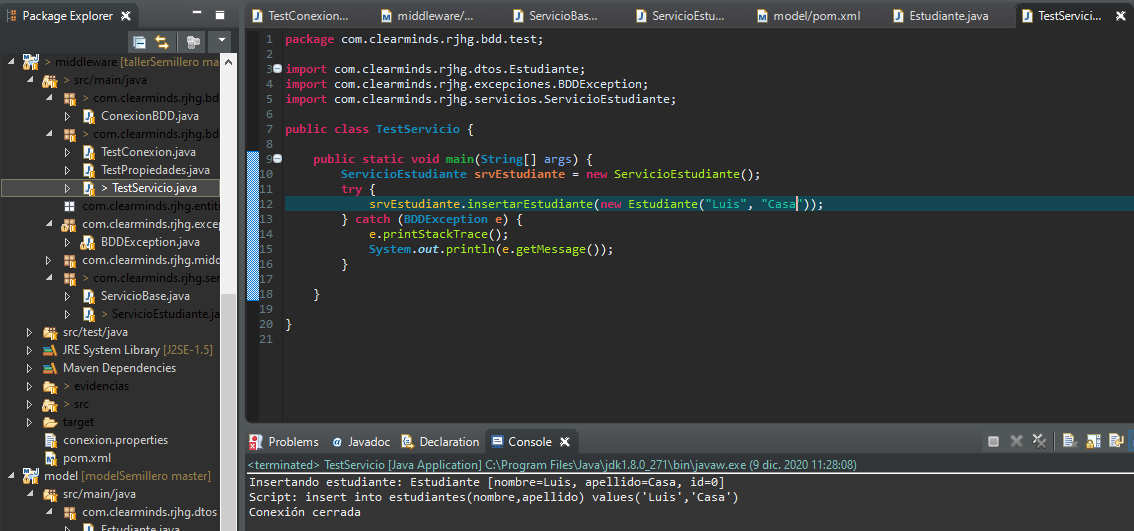 Package Explorer
> middleware [tallerSemillero ma
> src/main/java
> com.clearminds.rjhg.bd
ConexionBDD.java
> com.clearminds.rjhg.bd
TestConexion.java
TestPropiedades.java
> TestServicio.java
com.clearminds.rjhg.entit
com.clearminds.rjhg.exce
BDDException.java
com.clearminds.rjhg.mido
> com.clearminds.rjhg.ser
ServicioBase.java
> ServicioEstudiante.ja
src/test/java
JRE System Library [J2SE-1.5]
Maven Dependencies
> evidencias
> src
target
conexion.properties
pom.xml
model [modelSemillero master]
src/main/java
com.clearminds.rjhg.dtos
Estudiante.java
TestConexion...
middleware/...
ServicioBas...
ServicioEstu...
model/pom.xml
Estudiante.java
TestServici...
1 package com.clearminds.rjhg.bdd.test;
2
3 import com.clearminds.rjhg.dtos.Estudiante;
4 import com.clearminds.rjhg.excepciones.BDDException;
5 import com.clearminds.rjhg.servicios.ServicioEstudiante;
6
7 public class TestServicio {
8
9 public static void main(String[] args) {
10 ServicioEstudiante srvEstudiante = new ServicioEstudiante();
11 try {
12 srvEstudiante.insertarEstudiante(new Estudiante("Luis", "Casa"));
13 } catch (BDDException e) {
14 e.printStackTrace();
15 System.out.println(e.getMessage());
16 }
17
18 }
19
20 }
21
Problems
Javadoc
Declaration
Console
<terminated> TestServicio [Java Application] C:\Program Files\Java\jdk1.8.0_271\bin\javaw.exe (9 dic. 2020 11:28:08)
Insertando estudiante: Estudiante [nombre=Luis, apellido=Casa, id=0]
Script: insert into estudiantes(nombre,apellido) values('Luis','Casa')
Conexión cerrada